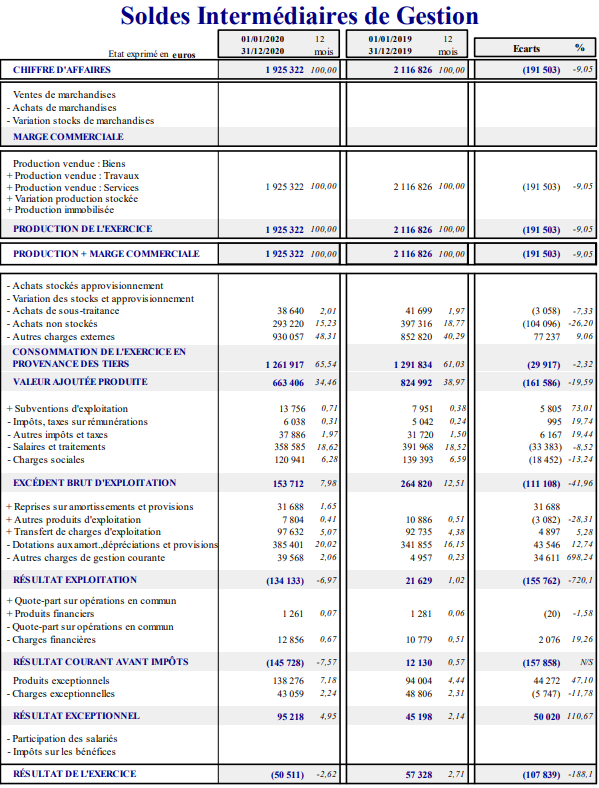 Soldes Intermédiaires de Gestion
Etat exprimé en euros 01/01/2020 31/12/2020 12 mois 01/01/2019 31/12/2019 12 mois Ecarts %
CHIFFRE D'AFFAIRES 1 925 322 100,00 2 116 826 100,00 (191 503) -9,05
Ventes de marchandises
- Achats de marchandises
- Variation stocks de marchandises
MARGE COMMERCIALE
Production vendue : Biens
+ Production vendue : Travaux
+ Production vendue : Services 1 925 322 100,00 2 116 826 100,00 (191 503) -9,05
+ Variation production stockée
+ Production immobilisée
PRODUCTION DE L'EXERCICE 1 925 322 100,00 2 116 826 100,00 (191 503) -9,05
PRODUCTION + MARGE COMMERCIALE 1 925 322 100,00 2 116 826 100,00 (191 503) -9,05
- Achats stockés approvisionnement
- Variation des stocks et approvisionnement
- Achats de sous-traitance 38 640 2,01 41 699 1,97 (3 058) -7,33
- Achats non stockés 293 220 15,23 397 316 18,77 (104 096) -26,20
- Autres charges externes 930 057 48,31 852 820 40,29 77 237 9,06
CONSOMMATION DE L'EXERCICE EN
PROVENANCE DES TIERS 1 261 917 65,54 1 291 834 61,03 (29 917) -2,32
VALEUR AJOUTÉE PRODUITE 663 406 34,46 824 992 38,97 (161 586) -19,59
+ Subventions d'exploitation 13 756 0,71 7 951 0,38 5 805 73,01
- Impôts, taxes sur rémunérations 6 038 0,31 5 042 0,24 995 19,74
- Autres impôts et taxes 37 886 1,97 31 720 1,50 6 167 19,44
- Salaires et traitements 358 585 18,62 391 968 18,52 (33 383) -8,52
- Charges sociales 120 941 6,28 139 393 6,59 (18 452) -13,24
EXCÉDENT BRUT D'EXPLOITATION 153 712 7,98 264 820 12,51 (111 108) -41,96
+ Reprises sur amortissements et provisions 31 688 1,65 31 688
+ Autres produits d'exploitation 7 804 0,41 10 886 0,51 (3 082) -28,31
+ Transfert de charges d'exploitation 97 632 5,07 92 735 4,38 4 897 5,28
- Dotations aux amort.,dépréciations et provisions 385 401 20,02 341 855 16,15 43 546 12,74
- Autres charges de gestion courante 39 568 2,06 4 957 0,23 34 611 698,24
RÉSULTAT EXPLOITATION (134 133) -6,97 21 629 1,02 (155 762) -720,1
+ Quote-part sur opérations en commun
+ Produits financiers 1 261 0,07 1 281 0,06 (20) -1,58
- Quote-part sur opérations en commun
- Charges financières 12 856 0,67 10 779 0,51 2 076 19,26
RÉSULTAT COURANT AVANT IMPÔTS (145 728) -7,57 12 130 0,57 (157 858) N/S
Produits exceptionnels 138 276 7,18 94 004 4,44 44 272 47,10
- Charges exceptionnelles 43 059 2,24 48 806 2,31 (5 747) -11,78
RÉSULTAT EXCEPTIONNEL 95 218 4,95 45 198 2,14 50 020 110,67
- Participation des salariés
- Impôts sur les bénéfices
RÉSULTAT DE L'EXERCICE (50 511) -2,62 57 328 2,71 (107 839) -188,1